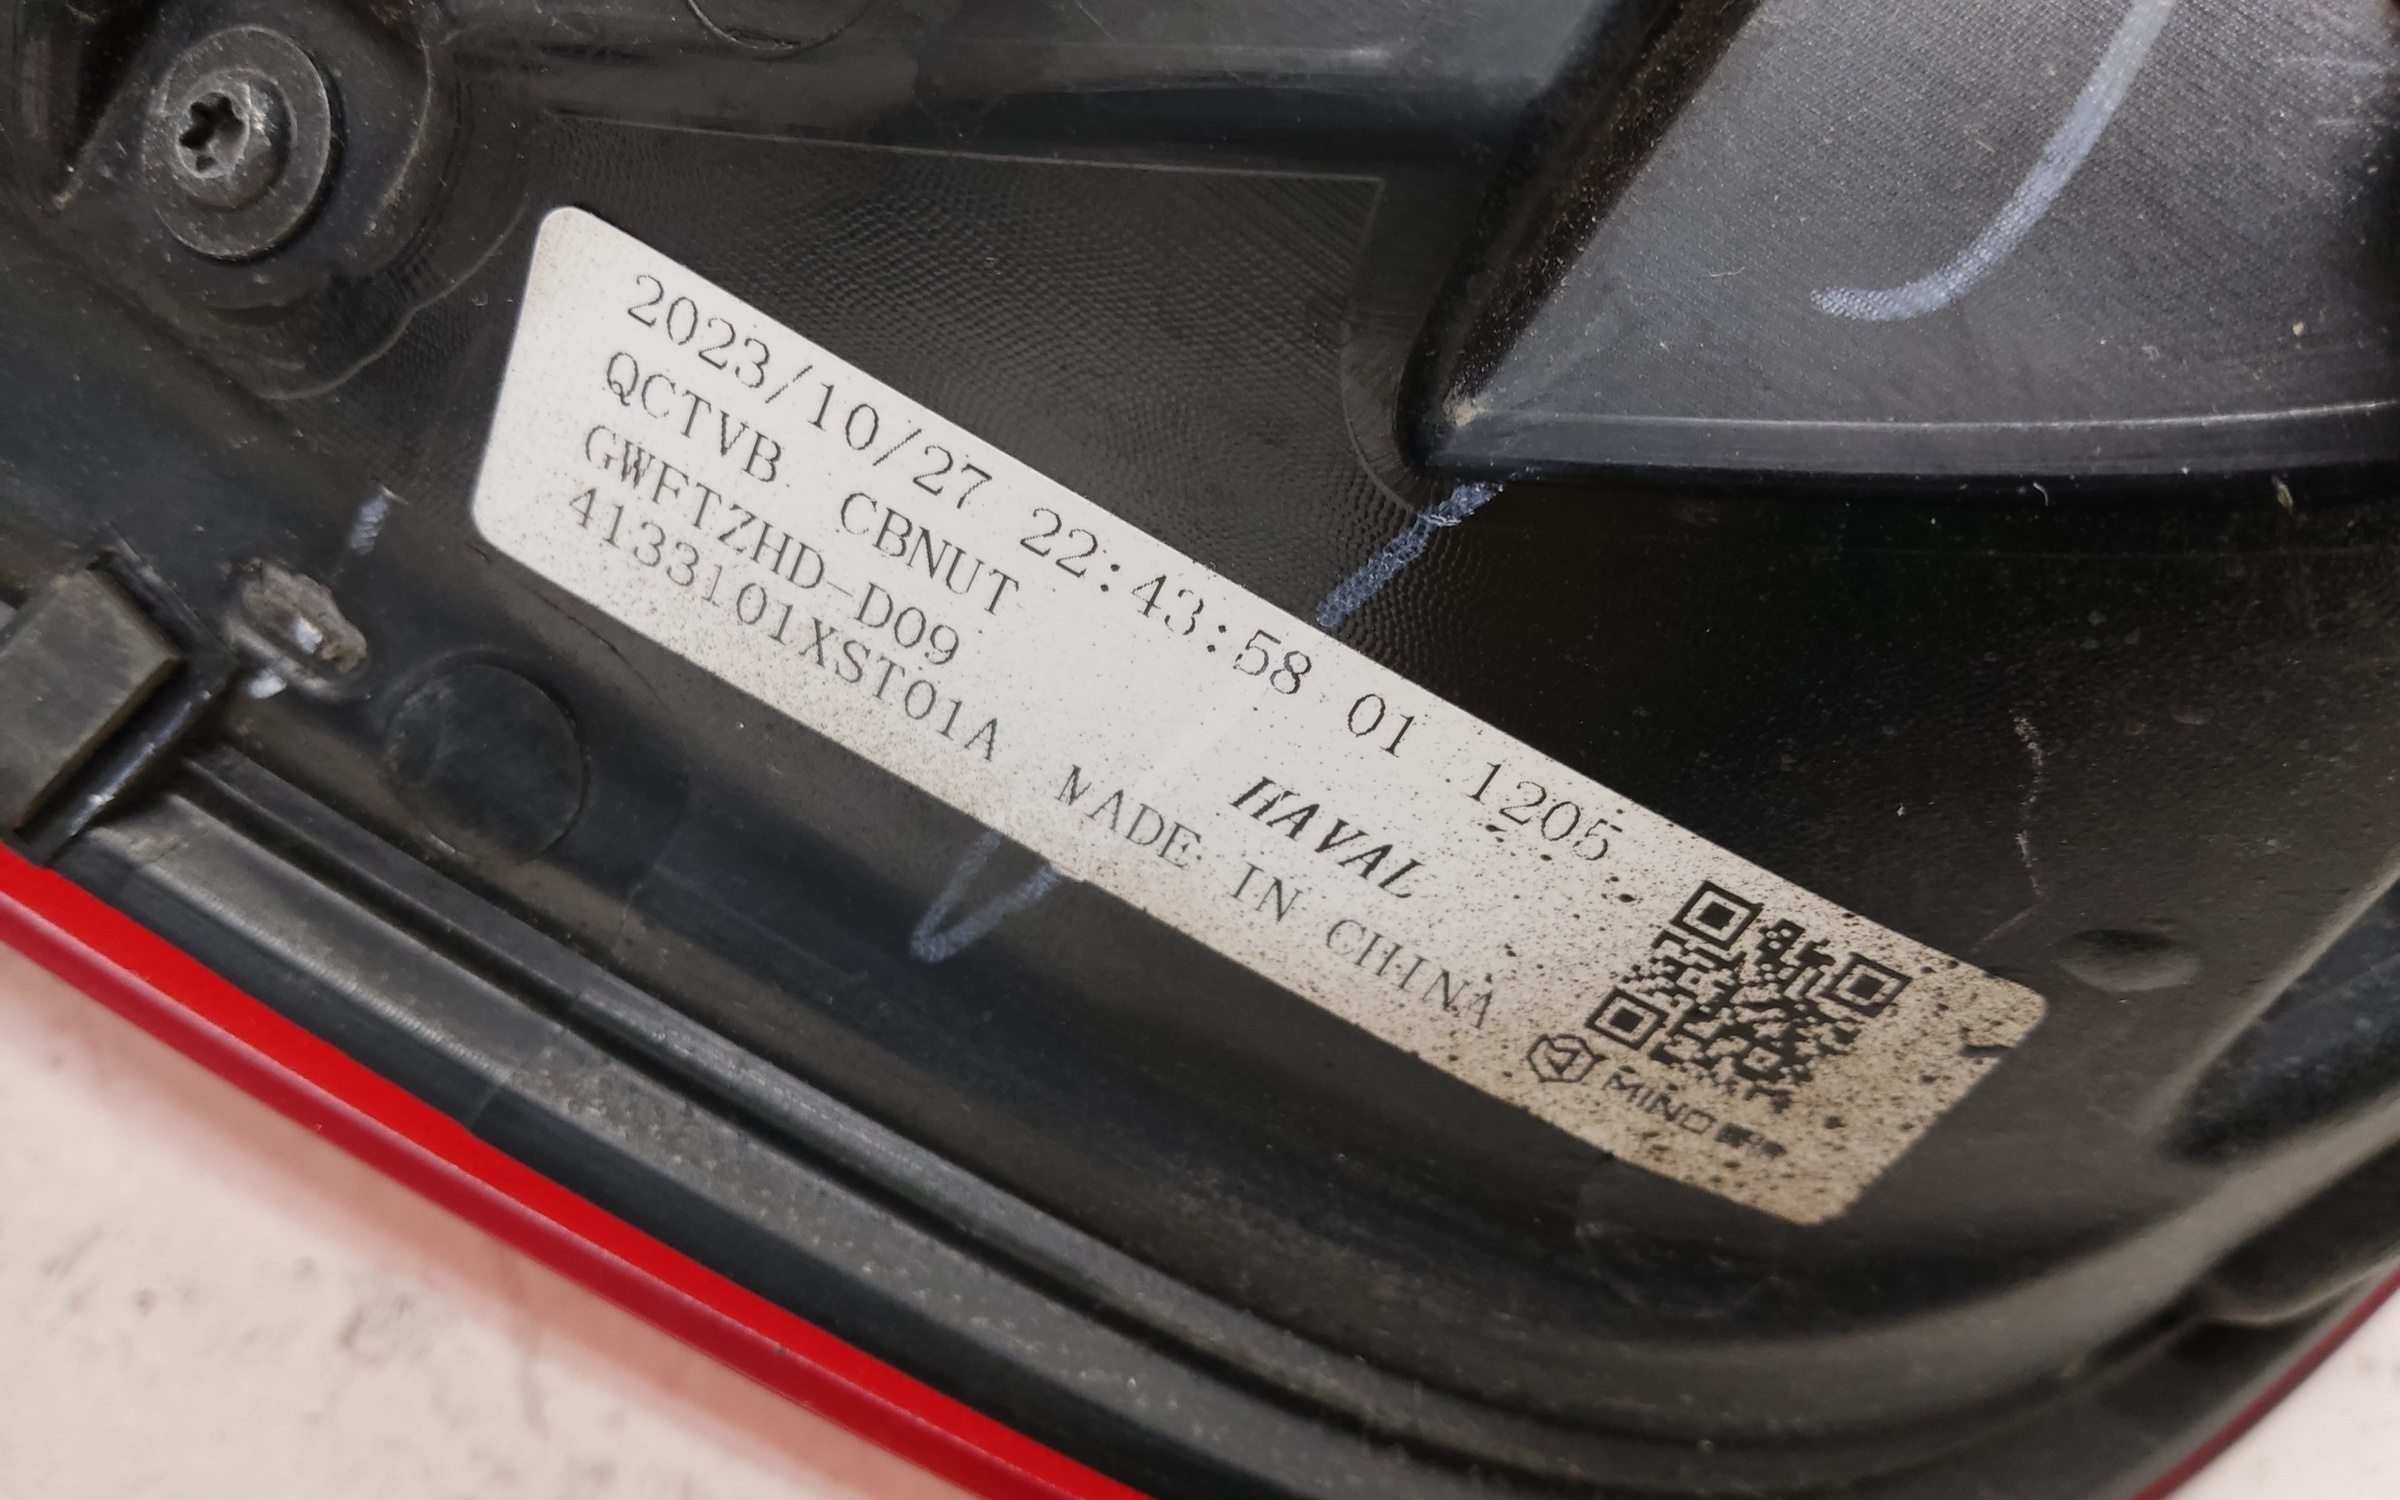 2023/10/27 22:43:58 01 1205
QCTVB CBNUT
GWFTZHD-D09 HAVAL
4133101XST01A MADE IN CHINA
MIND